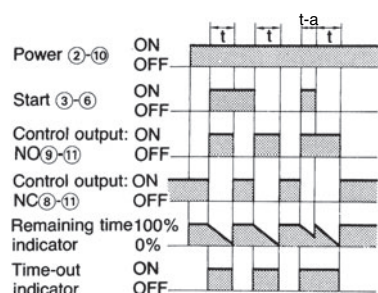 t-a
t t t
Power ②-⑩ ON
OFF
Start ③-⑥ ON
OFF
Control output: ON
NO⑨-⑪ OFF
Control output: ON
NC⑧-⑪ OFF
Remaining time 100%
indicator 0%
Time-out ON
indicator OFF